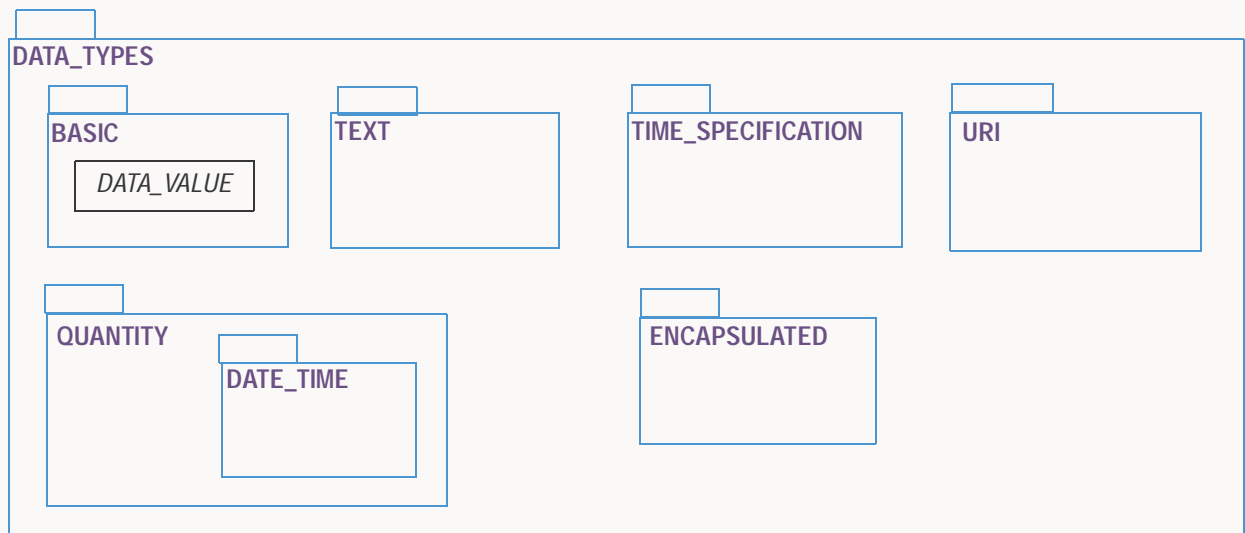 DATA_TYPES
BASIC
TEXT
TIME_SPECIFICATION
URI
DATA_VALUE
QUANTITY
ENCAPSULATED
DATE_TIME